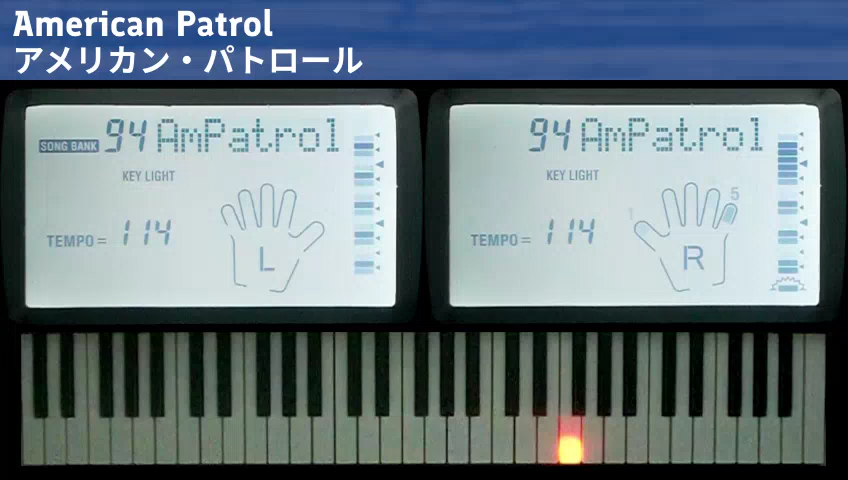 American Patrol
アメリカン・パトロール
SONG BANK 94 AmPatrol
KEY LIGHT
TEMPO = 114
L
94 AmPatrol
KEY LIGHT
1 5
TEMPO = 114
R